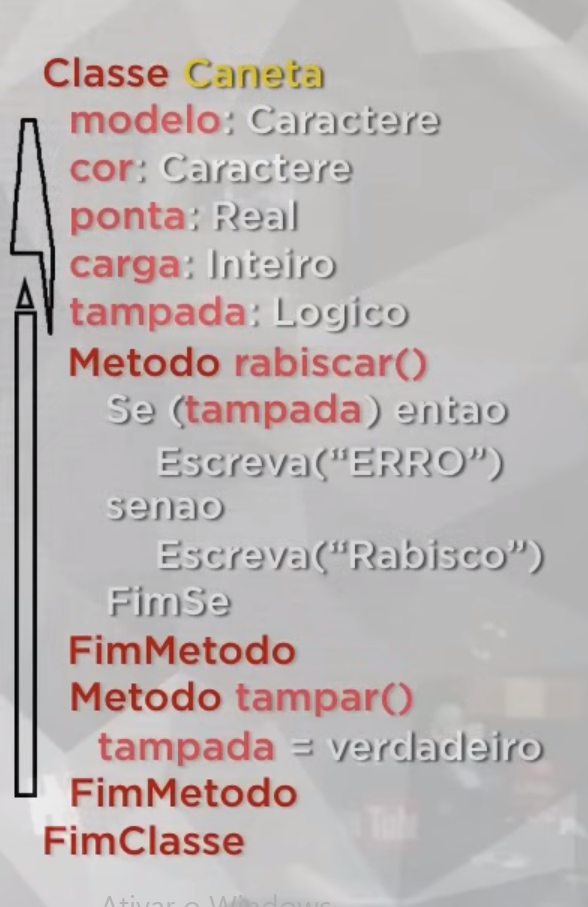 Classe Caneta
modelo: Caractere
cor: Caractere
ponta: Real
carga: Inteiro
tampada: Logico
Metodo rabiscar()
Se (tampada) entao
Escreva(“ERRO”)
senao
Escreva(“Rabisco”)
FimSe
FimMetodo
Metodo tampar()
tampada = verdadeiro
FimMetodo
FimClasse
Ativar o Windows